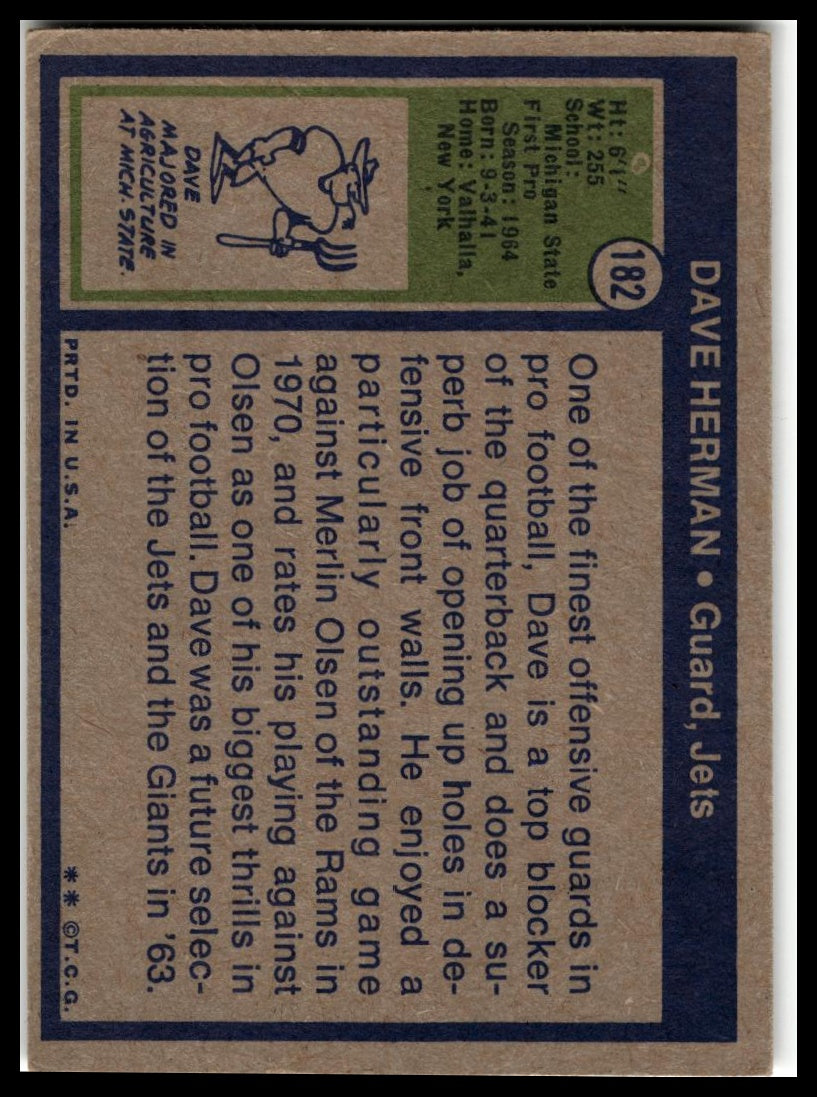 DAVE HERMAN • Guard, Jets
182
Ht: 6'1"
Wt: 255
School:
Michigan State
First Pro
Season: 1964
Born: 9-3-41
Home: Valhalla,
New York
DAVE
MAJORED IN
AGRICULTURE
AT MICH. STATE.
One of the finest offensive guards in
pro football, Dave is a top blocker
of the quarterback and does a su-
perb job of opening up holes in de-
fensive front walls. He enjoyed a
particularly outstanding game
against Merlin Olsen of the Rams in
1970, and rates his playing against
Olsen as one of his biggest thrills in
pro football. Dave was a future selec-
tion of the Jets and the Giants in '63.
PRTD. IN U.S.A.
** ©T.C.G.